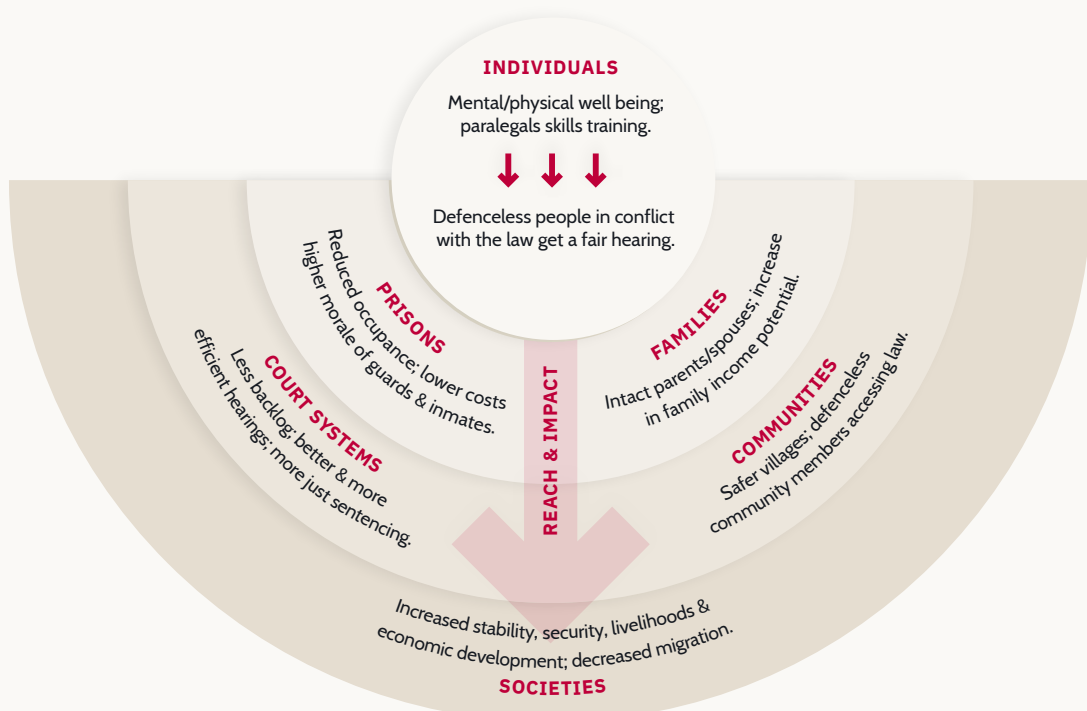 INDIVIDUALS
Mental/physical well being;
paralegals skills training.
Defenceless people in conflict
with the law get a fair hearing.
PRISONS
Reduced occupance; lower costs
higher morale of guards & inmates.
FAMILIES
Intact parents/spouses; increase
in family income potential.
COURT SYSTEMS
Less backlog; better & more
efficient hearings; more just sentencing.
COMMUNITIES
Safer villages; defenceless
community members accessing law.
REACH & IMPACT
Increased stability, security, livelihoods &
economic development; decreased migration.
SOCIETIES